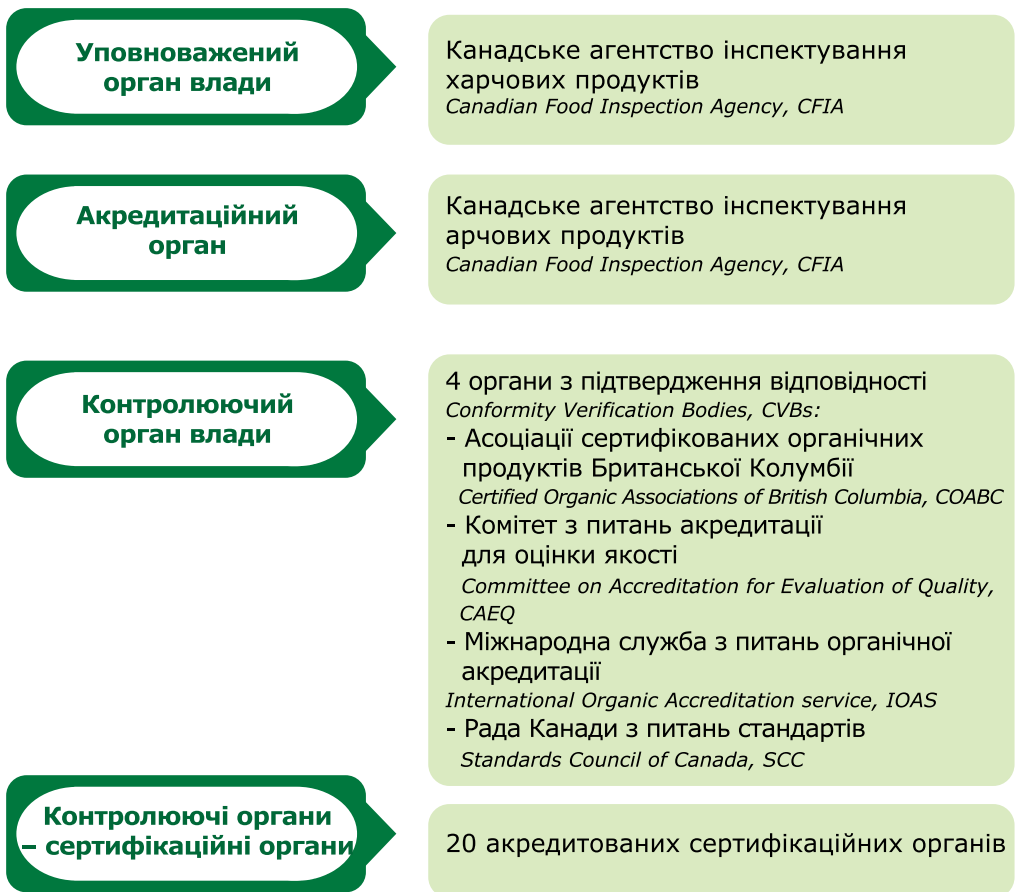 Уповноважений
орган влади
Канадське агентство інспектування
харчових продуктів
Canadian Food Inspection Agency, CFIA
Акредитаційний
орган
Канадське агентство інспектування
арчових продуктів
Canadian Food Inspection Agency, CFIA
Контролюючий
орган влади
4 органи з підтвердження відповідності
Conformity Verification Bodies, CVBs:
- Асоціації сертифікованих органічних
продуктів Британської Колумбії
Certified Organic Associations of British Columbia, COABC
- Комітет з питань акредитації
для оцінки якості
Committee on Accreditation for Evaluation of Quality,
CAEQ
- Міжнародна служба з питань органічної
акредитації
International Organic Accreditation service, IOAS
- Рада Канади з питань стандартів
Standards Council of Canada, SCC
Контролюючі органи
– сертифікаційні органи
20 акредитованих сертифікаційних органів